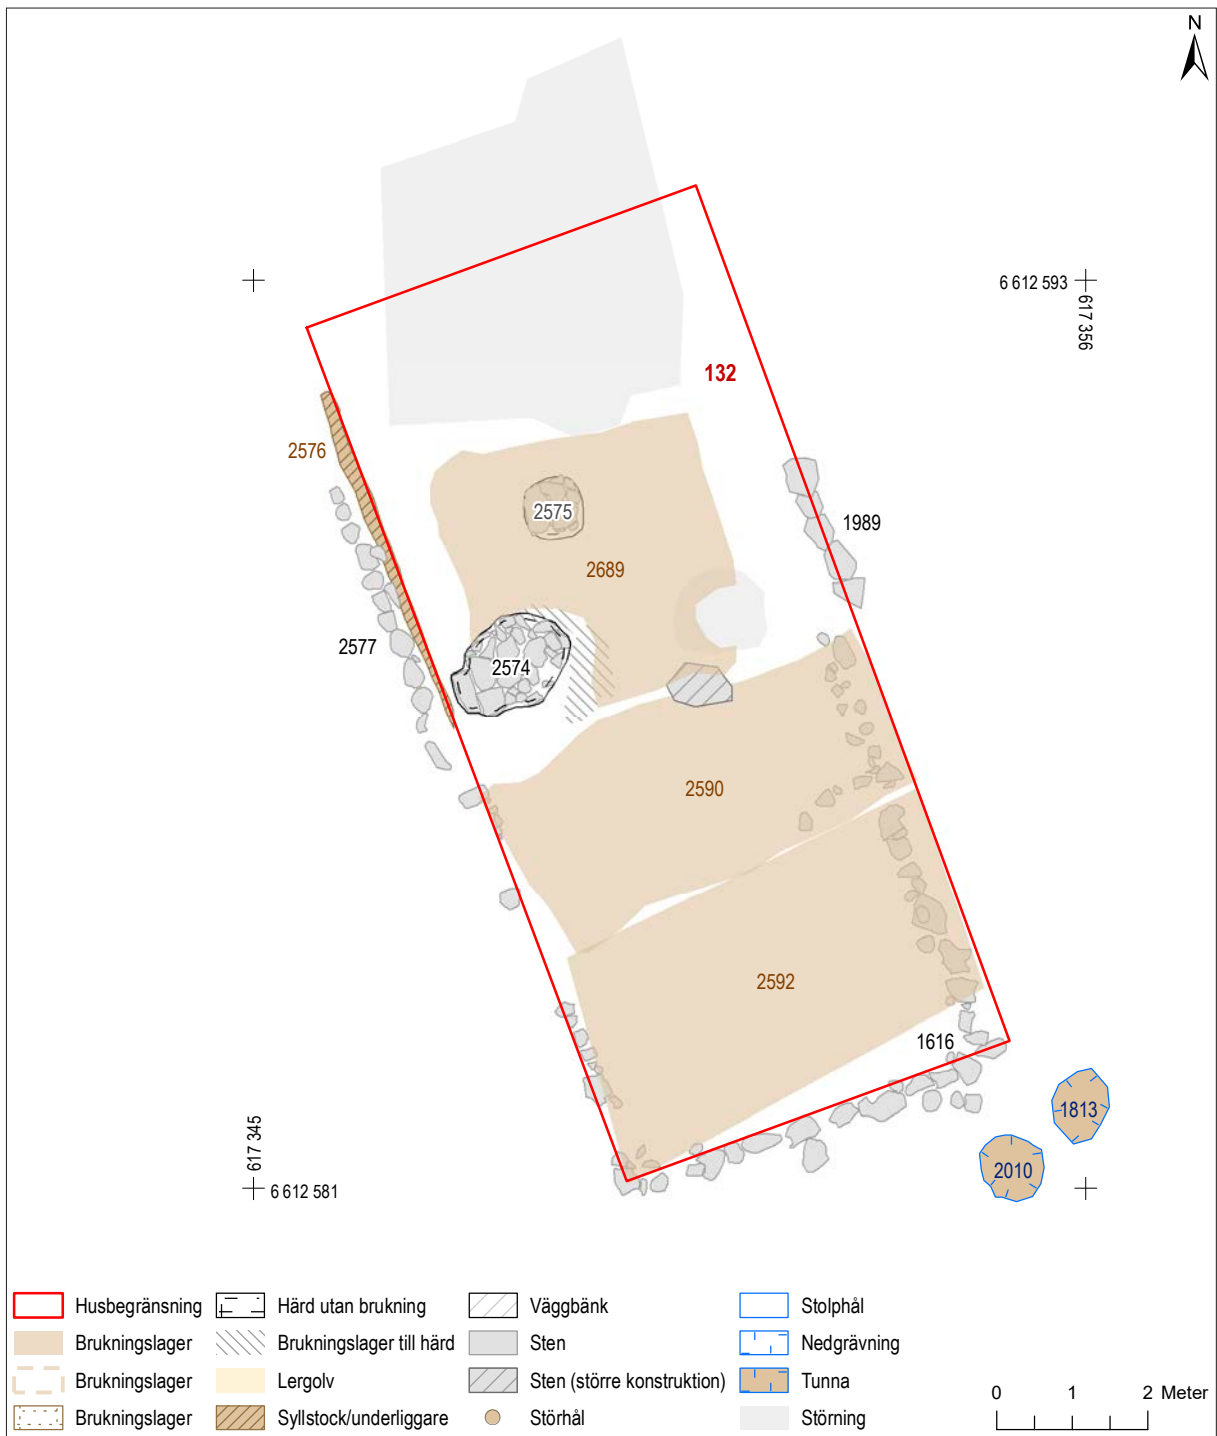 N
6 612 593
617 356
132
2576
2575
1989
2689
2577
2574
2590
2592
1616
1813
2010
617 345
6 612 581
Husbegränsning
Härd utan brukning
Väggbänk
Stolphål
Brukningslager
Brukningslager till härd
Sten
Nedgrävning
Brukningslager
Lergolv
Sten (större konstruktion)
Tunna
Brukningslager
Syllstock/underliggare
Störhål
Störning
0 1 2 Meter